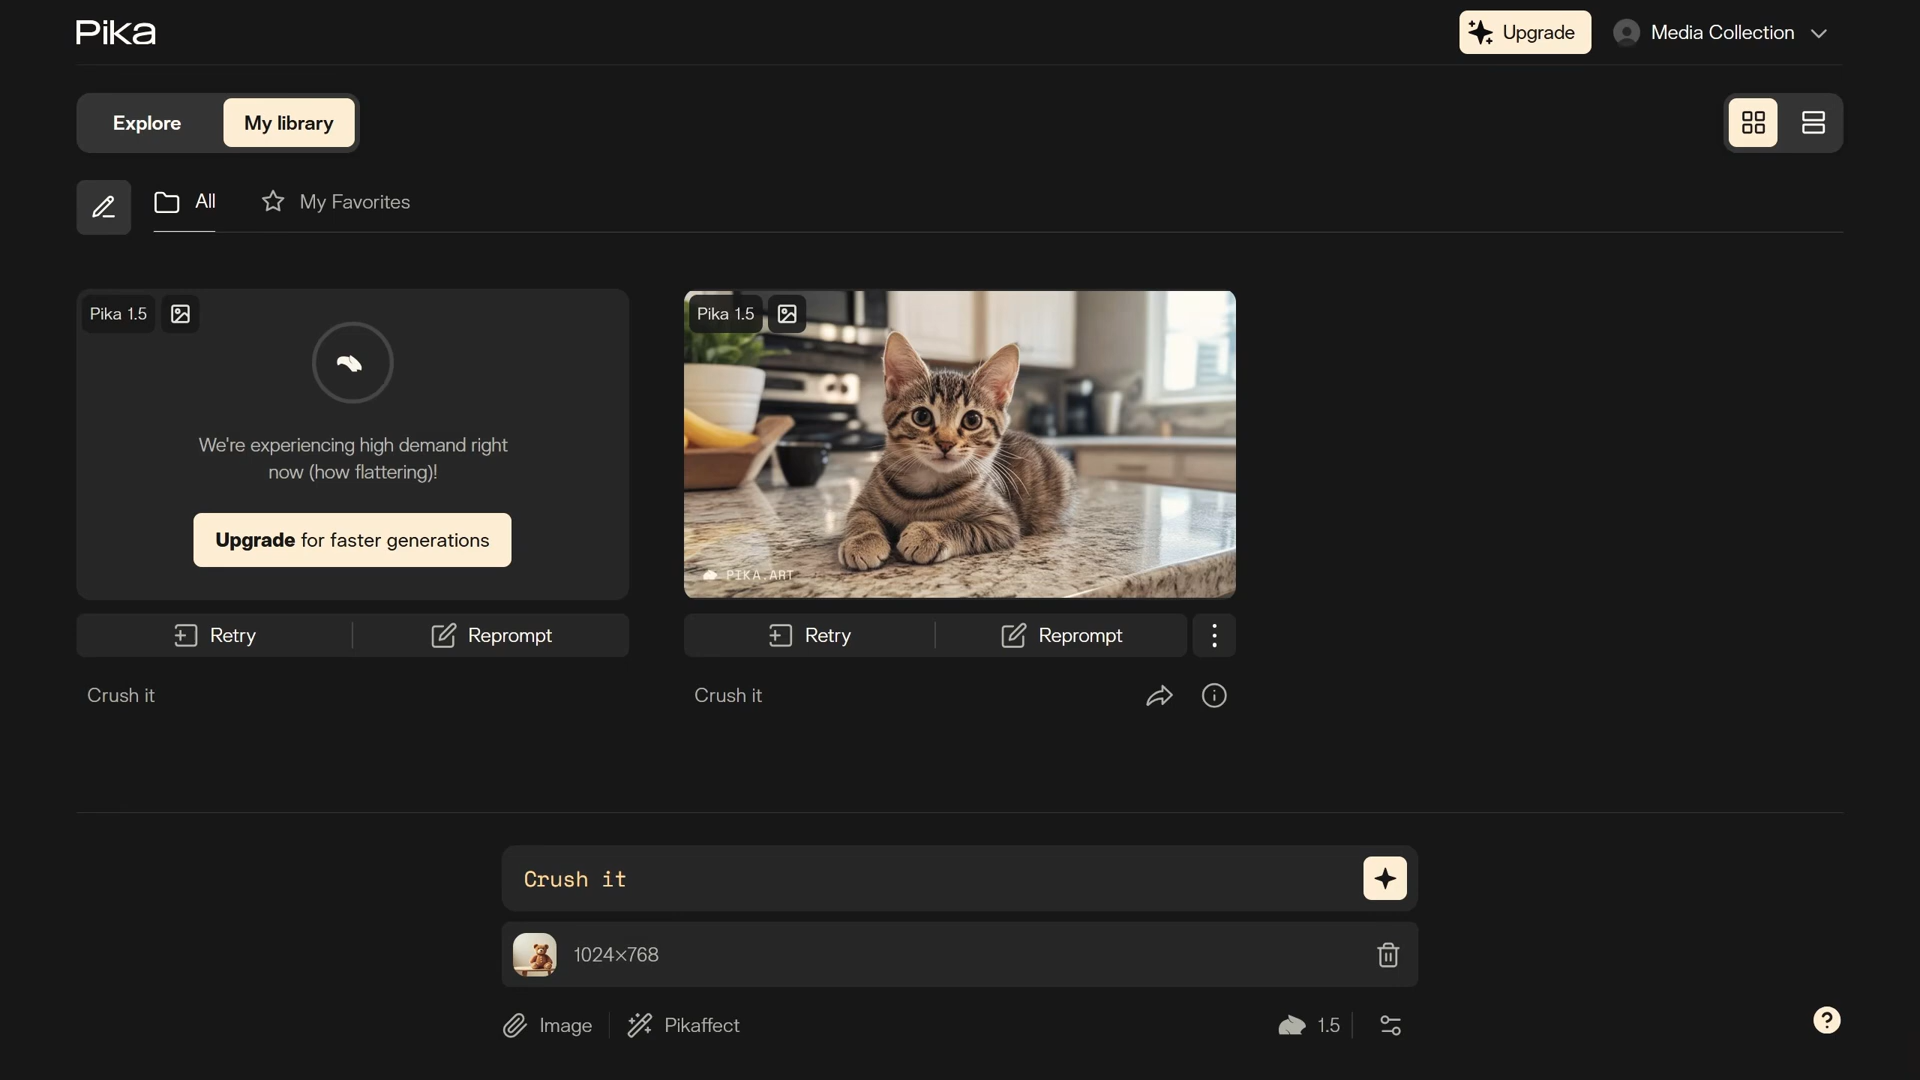 Pika
Upgrade
Media Collection
Explore
My library
All
My Favorites
Pika 1.5
We're experiencing high demand right
now (how flattering)!
Upgrade for faster generations
Retry
Reprompt
Crush it
Pika 1.5
PIKA.ART
Retry
Reprompt
Crush it
Crush it
1024×768
Image
Pikaffect
1.5
?